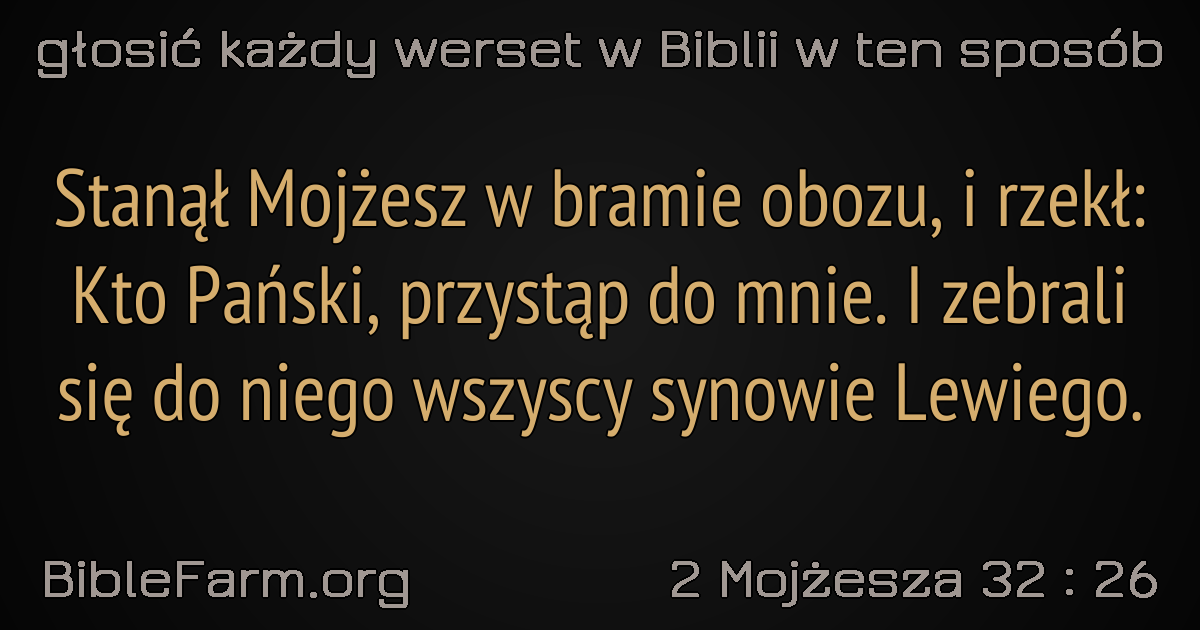 głosić każdy werset w Biblii w ten sposób
Stanął Mojżesz w bramie obozu, i rzekł:
Kto Pański, przystąp do mnie. I zebrali
się do niego wszyscy synowie Lewiego.
BibleFarm.org
2 Mojżesza 32 : 26